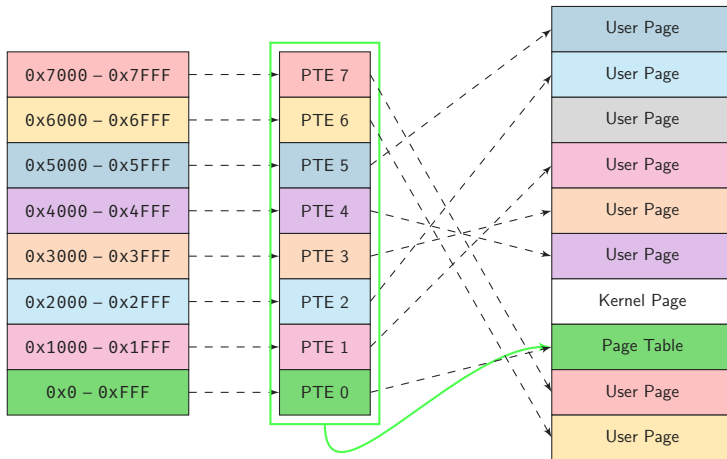 User Page
User Page
User Page
User Page
User Page
User Page
Kernel Page
Page Table
User Page
User Page
0x7000 – 0x7FFF
0x6000 – 0x6FFF
0x5000 – 0x5FFF
0x4000 – 0x4FFF
0x3000 – 0x3FFF
0x2000 – 0x2FFF
0x1000 – 0x1FFF
0x0 – 0xFFF
PTE 7
PTE 6
PTE 5
PTE 4
PTE 3
PTE 2
PTE 1
PTE 0